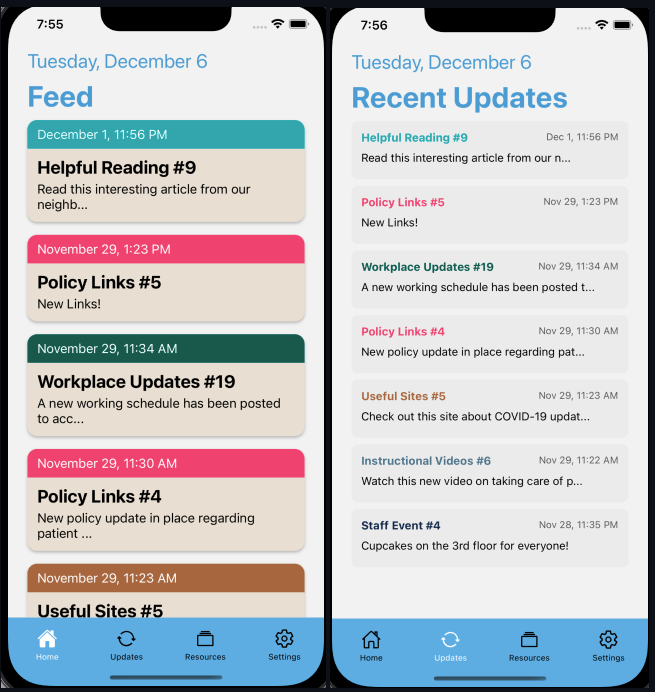 7:55
Tuesday, December 6
Feed
December 1, 11:56 PM
Helpful Reading #9
Read this interesting article from our
neighb...
November 29, 1:23 PM
Policy Links #5
New Links!
November 29, 11:34 AM
Workplace Updates #19
A new working schedule has been posted
to acc...
November 29, 11:30 AM
Policy Links #4
New policy update in place regarding
patient ...
November 29, 11:23 AM
Useful Sites #5
Home Updates Resources Settings
7:56
Tuesday, December 6
Recent Updates
Helpful Reading #9 Dec 1, 11:56 PM
Read this interesting article from our n...
Policy Links #5 Nov 29, 1:23 PM
New Links!
Workplace Updates #19 Nov 29, 11:34 AM
A new working schedule has been posted t...
Policy Links #4 Nov 29, 11:30 AM
New policy update in place regarding pat...
Useful Sites #5 Nov 29, 11:23 AM
Check out this site about COVID-19 updat...
Instructional Videos #6 Nov 29, 11:22 AM
Watch this new video on taking care of p...
Staff Event #4 Nov 28, 11:35 PM
Cupcakes on the 3rd floor for everyone!
Home Updates Resources Settings